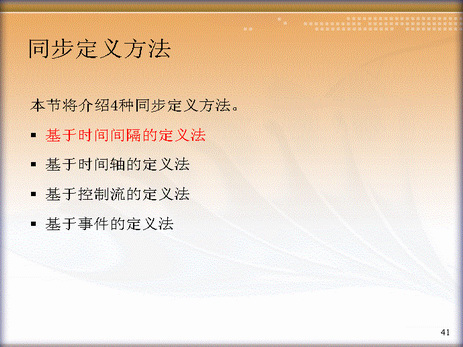 同步定义方法
本节将介绍4种同步定义方法。
▪ 基于时间间隔的定义法
▪ 基于时间轴的定义法
▪ 基于控制流的定义法
▪ 基于事件的定义法
41